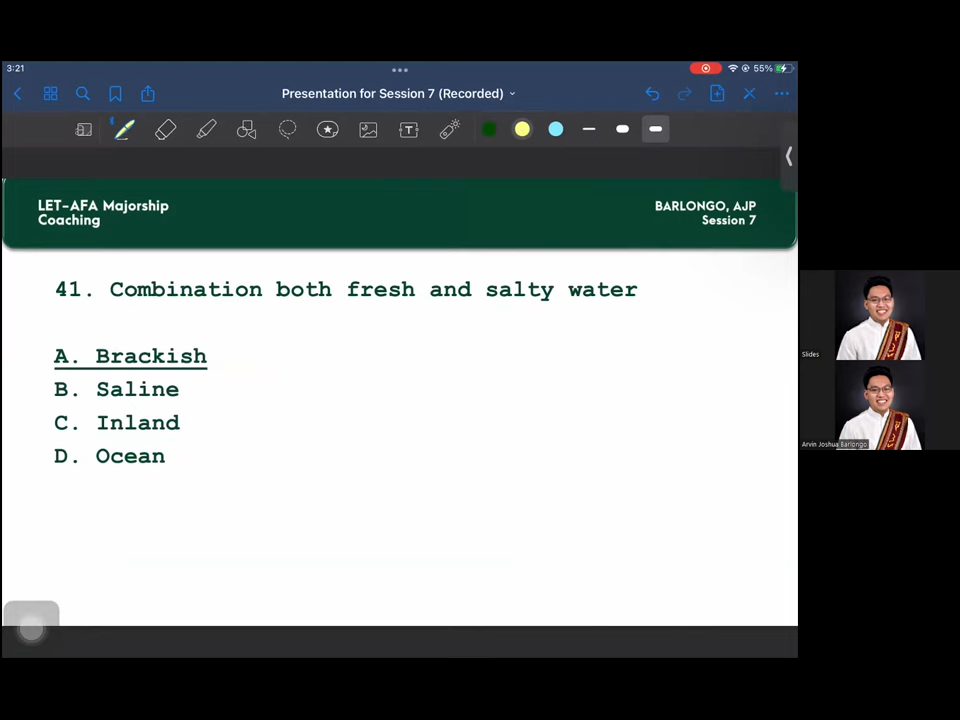 3:21
55%
Presentation for Session 7 (Recorded)
LET-AFA Majorship
Coaching
BARLONGO, AJP
Session 7
41. Combination both fresh and salty water
A. Brackish
B. Saline
C. Inland
D. Ocean
Slides
Arvin Joshua Barlongo